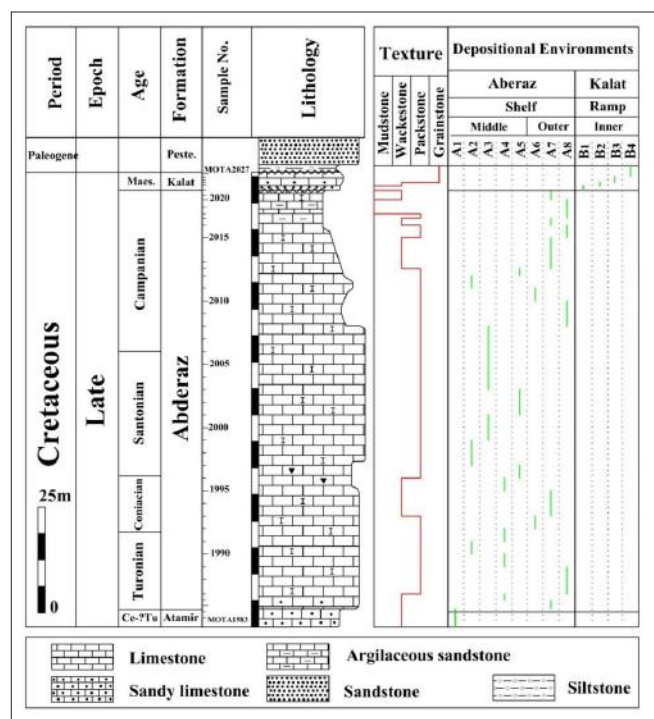 Period
Epoch
Age
Formation
Sample No.
Lithology
Texture
Mudstone
Wackestone
Packstone
Grainstone
Depositional Environments
Aberaz
Kalat
Shelf
Ramp
Middle
Outer
Inner
A1
A2
A3
A4
A5
A6
A7
A8
B1
B2
B3
B4
Paleogene
Peste.
MOTA2027
Maes.
Kalat
2020
2015
Campanian
2010
2005
Cretaceous
Late
Abderaz
Santonian
2000
1995
25m
Coniacian
1990
Turonian
0
Ce-?Tu
Atamir
MOTA1983
Limestone
Argilaceous sandstone
Sandy limestone
Sandstone
Siltstone